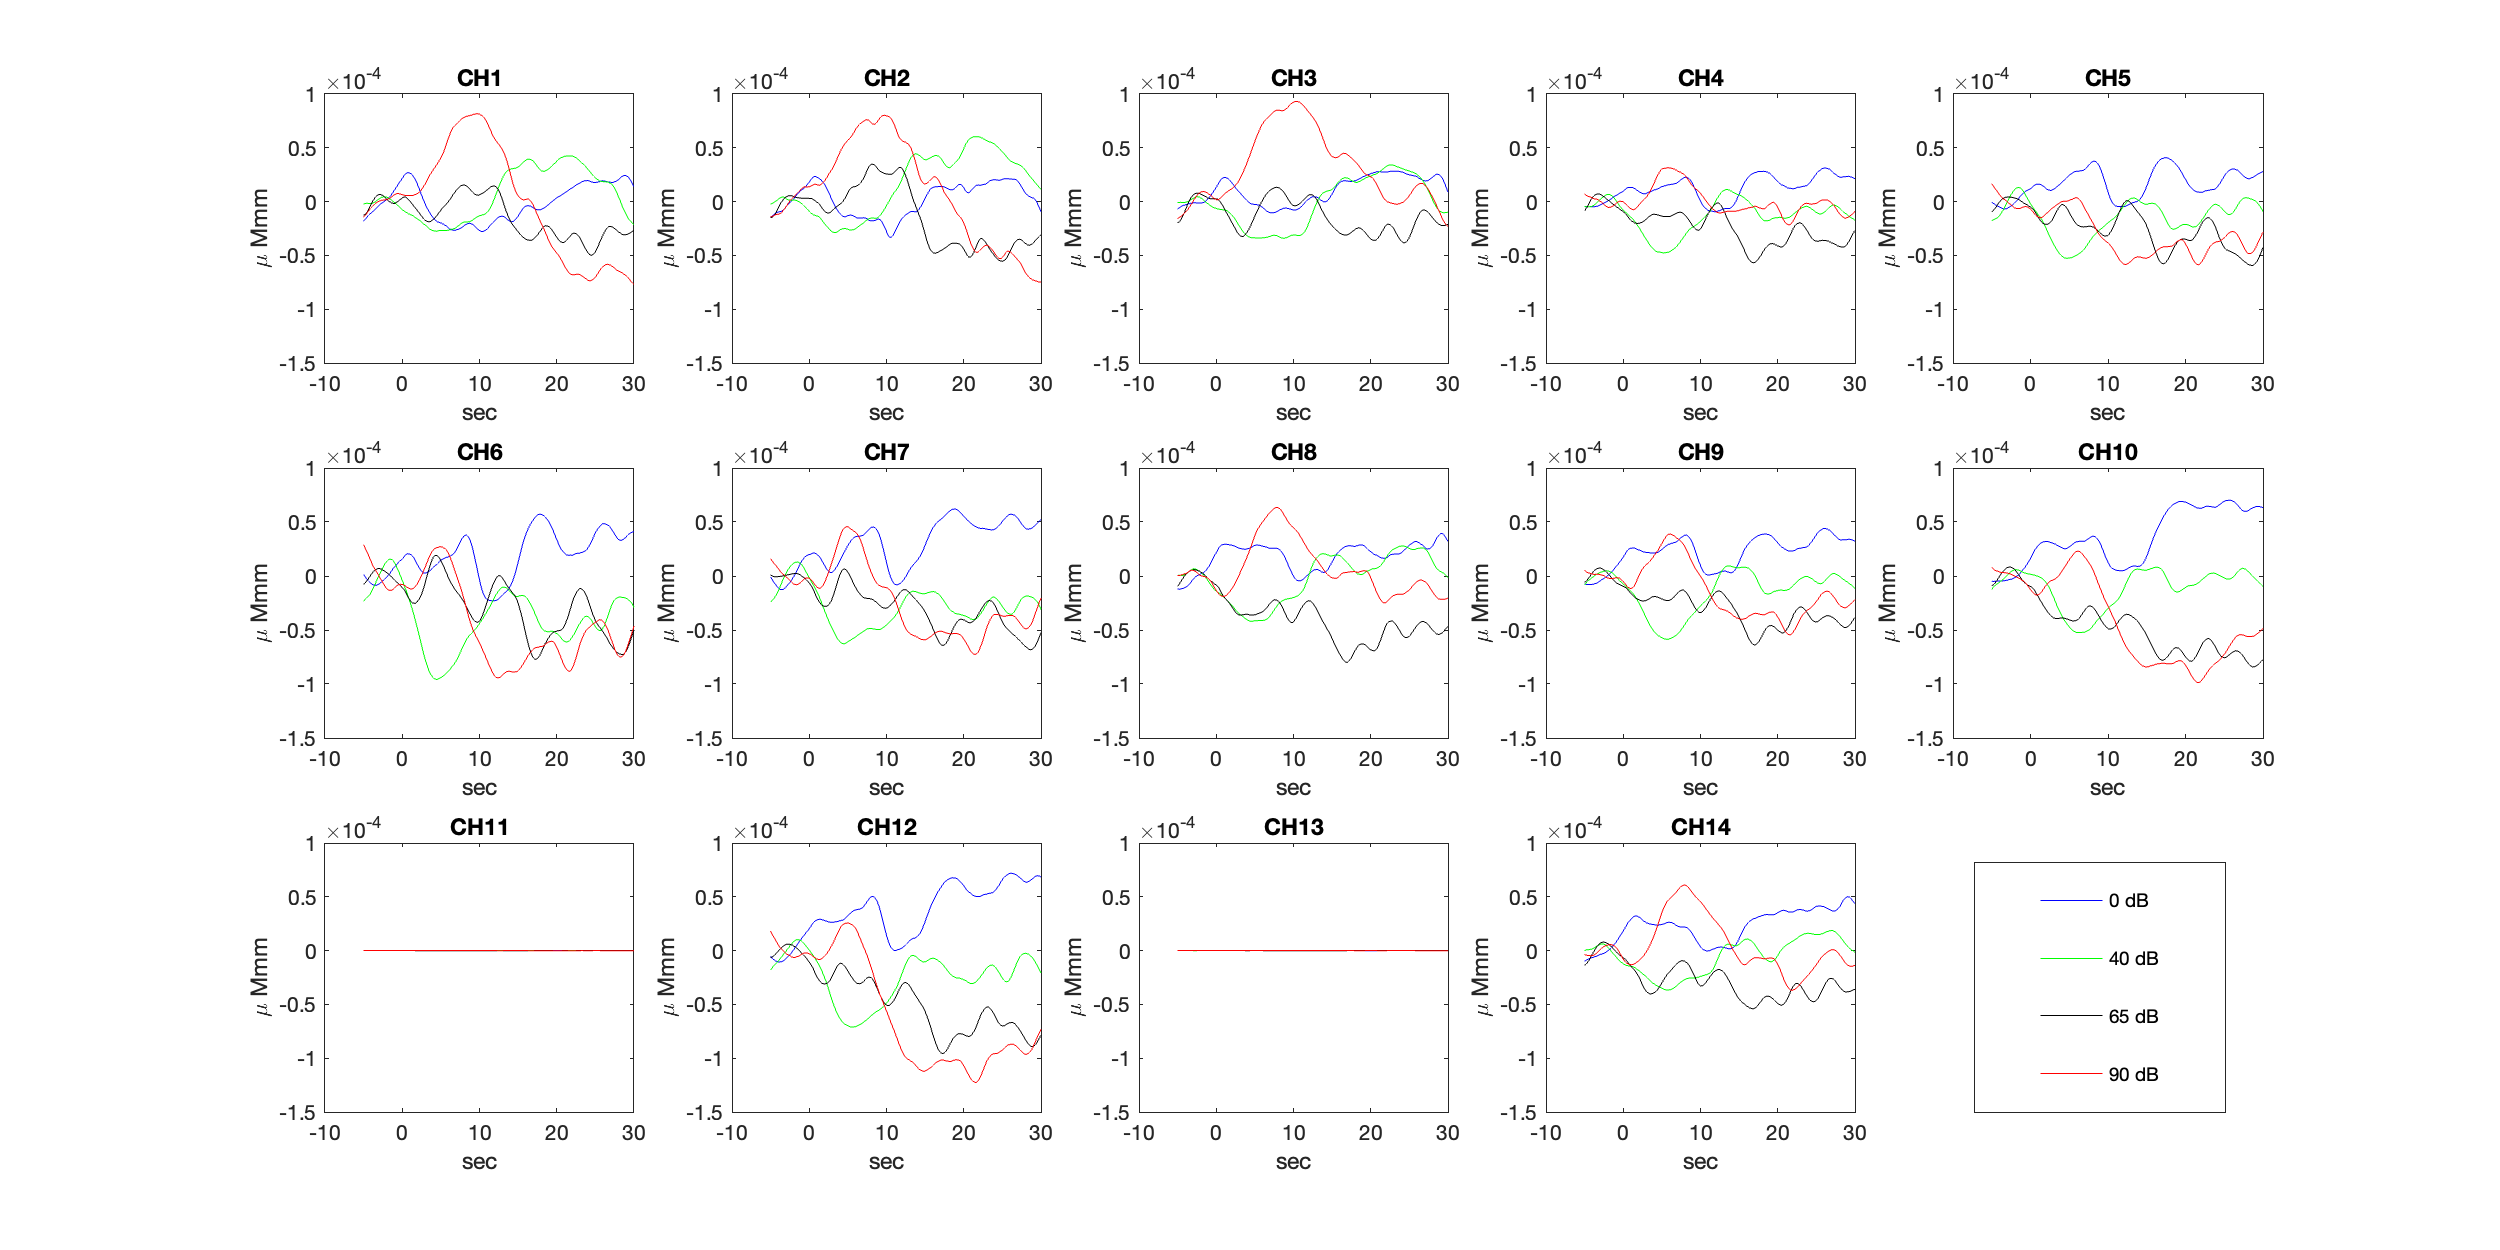 CH1 CH2 CH3 CH4 CH5
×10-4 ×10-4 ×10-4 ×10-4 ×10-4
1 1 1 1 1
0.5 0.5 0.5 0.5 0.5
0 0 0 0 0
-0.5 -0.5 -0.5 -0.5 -0.5
-1 -1 -1 -1 -1
-1.5 -1.5 -1.5 -1.5 -1.5
μ Mmm μ Mmm μ Mmm μ Mmm μ Mmm
-10 0 10 20 30 -10 0 10 20 30 -10 0 10 20 30 -10 0 10 20 30 -10 0 10 20 30
sec sec sec sec sec
CH6 CH7 CH8 CH9 CH10
×10-4 ×10-4 ×10-4 ×10-4 ×10-4
1 1 1 1 1
0.5 0.5 0.5 0.5 0.5
0 0 0 0 0
-0.5 -0.5 -0.5 -0.5 -0.5
-1 -1 -1 -1 -1
-1.5 -1.5 -1.5 -1.5 -1.5
μ Mmm μ Mmm μ Mmm μ Mmm μ Mmm
-10 0 10 20 30 -10 0 10 20 30 -10 0 10 20 30 -10 0 10 20 30 -10 0 10 20 30
sec sec sec sec sec
CH11 CH12 CH13 CH14
×10-4 ×10-4 ×10-4 ×10-4
1 1 1 1
0.5 0.5 0.5 0.5
0 0 0 0
-0.5 -0.5 -0.5 -0.5
-1 -1 -1 -1
-1.5 -1.5 -1.5 -1.5
μ Mmm μ Mmm μ Mmm μ Mmm
-10 0 10 20 30 -10 0 10 20 30 -10 0 10 20 30 -10 0 10 20 30
sec sec sec sec
0 dB
40 dB
65 dB
90 dB